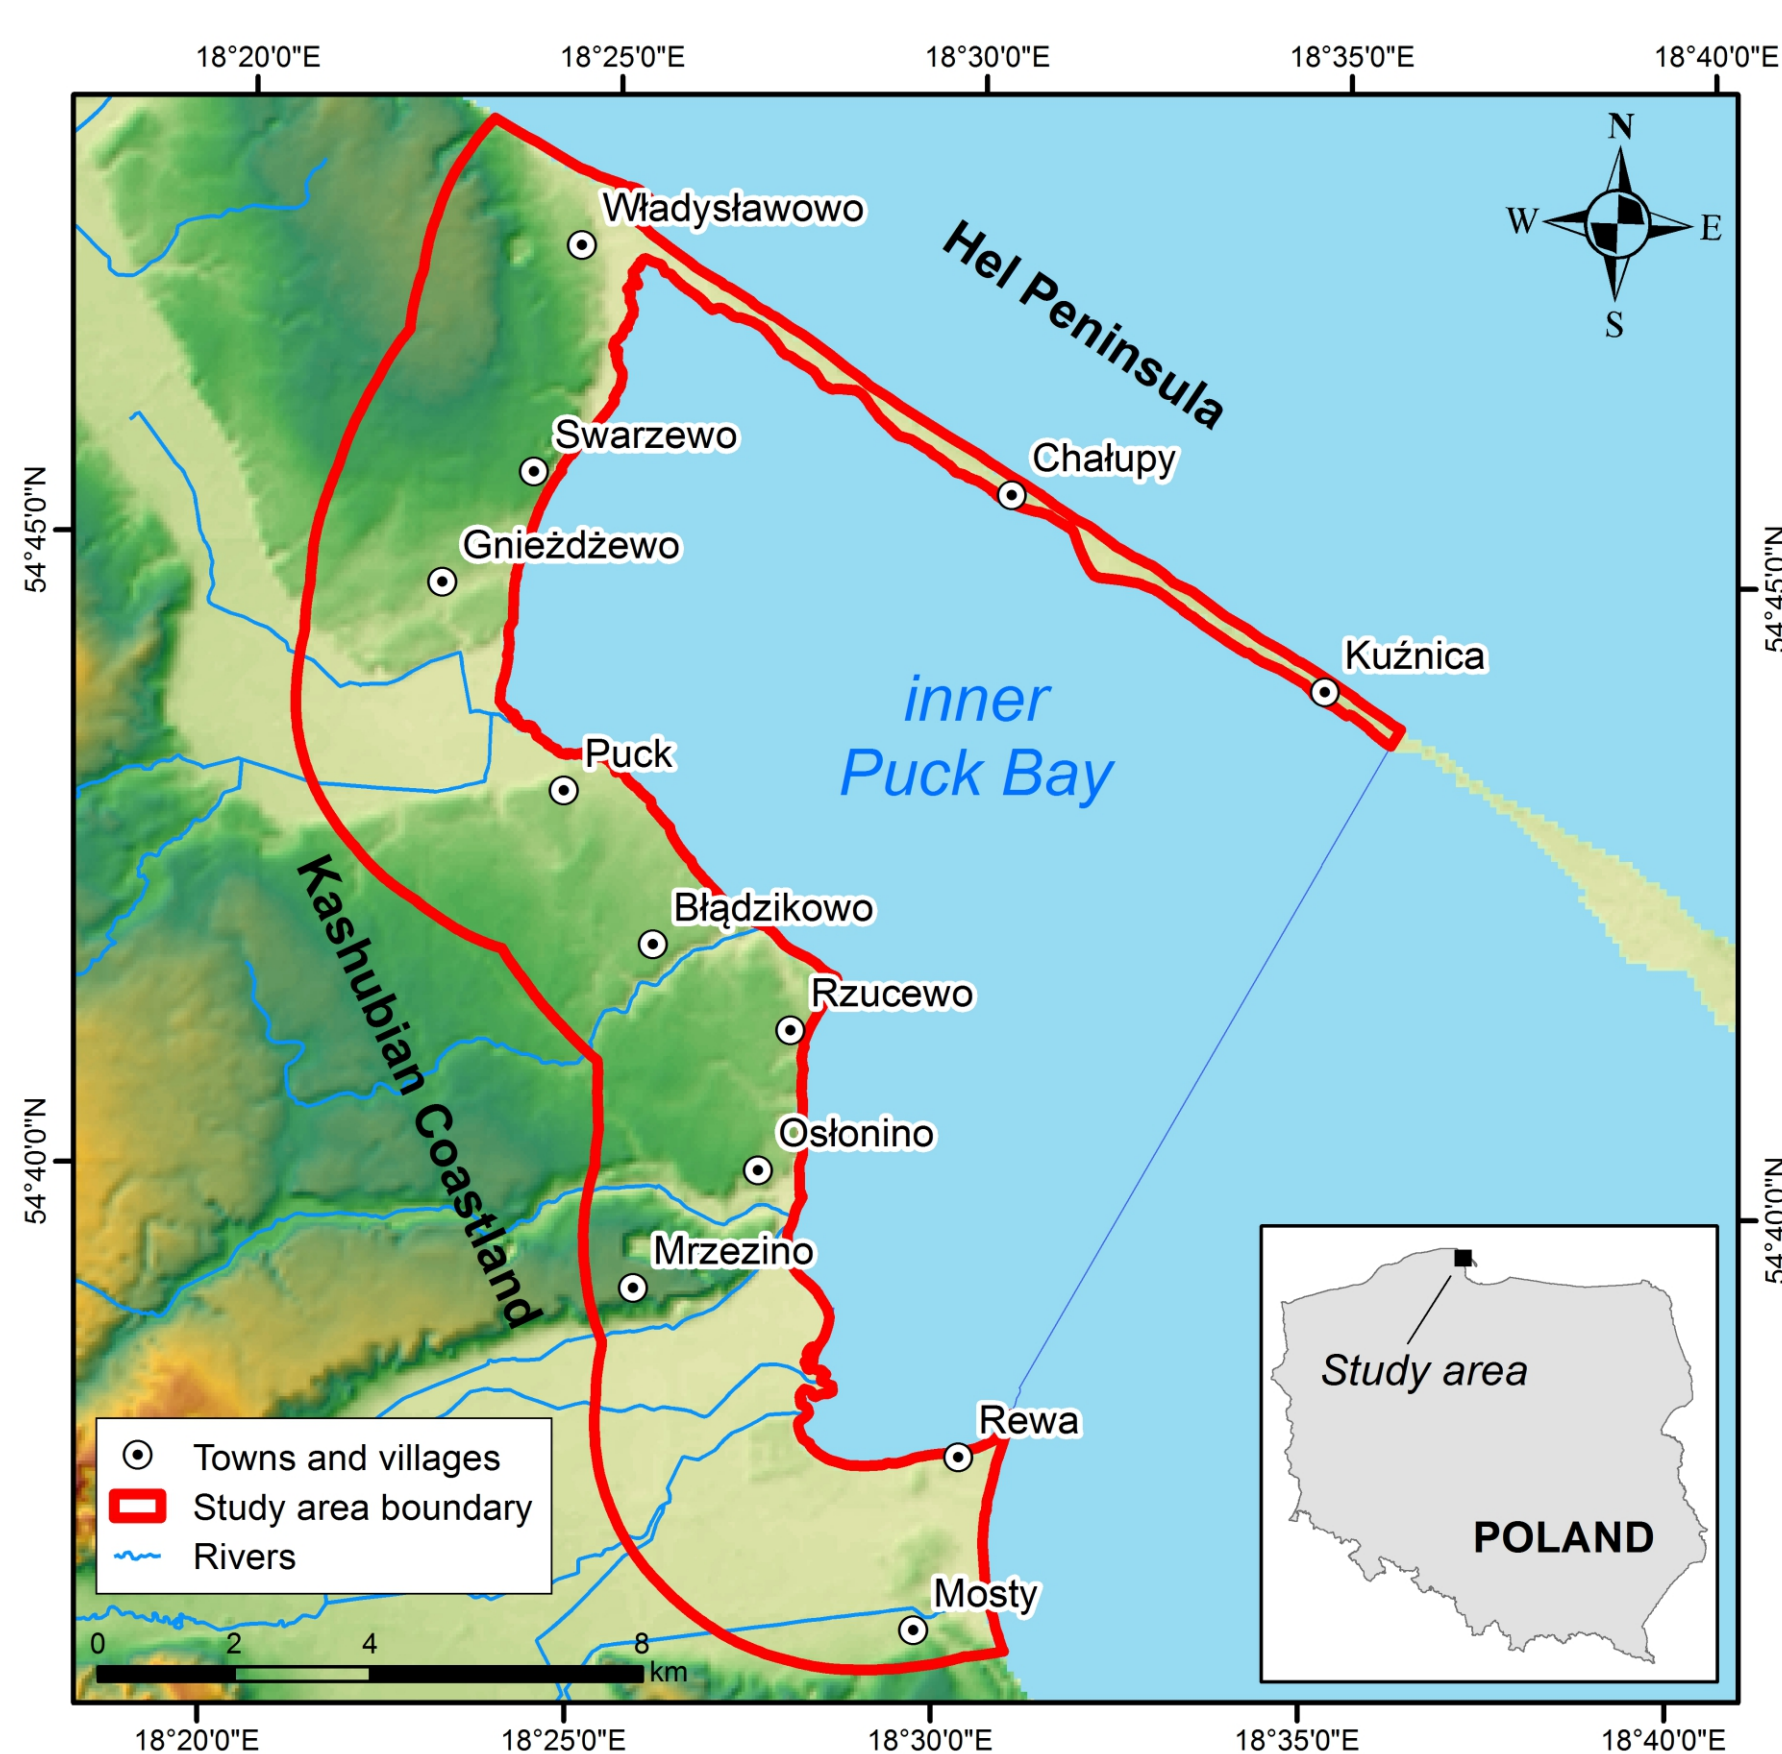 18°20'0"E
18°25'0"E
18°30'0"E
18°35'0"E
18°40'0"E
N
W
E
S
Władysławowo
Hel Peninsula
Swarzewo
Chałupy
54°45'0"N
Gnieżdżewo
54°45'0"N
Kuźnica
inner
Puck Bay
Puck
Kashubian Coastland
Błądzikowo
Rzucewo
Osłonino
54°40'0"N
54°40'0"N
Mrzezino
Study area
POLAND
Rewa
Mosty
Towns and villages
Study area boundary
Rivers
0
2
4
8
km
18°20'0"E
18°25'0"E
18°30'0"E
18°35'0"E
18°40'0"E